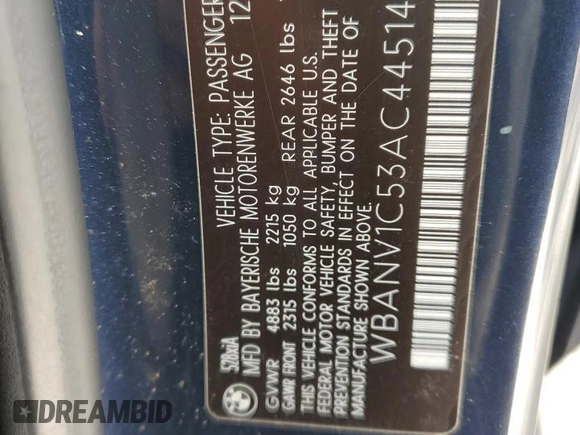 528xiA
VEHICLE TYPE: PASSENGER
MFD BY BAYERISCHE MOTORENWERKE AG 12
GVWR 4883 lbs 2215 kg
GAWR FRONT 2315 lbs 1050 kg REAR 2646 lbs
THIS VEHICLE CONFORMS TO ALL APPLICABLE U.S.
FEDERAL MOTOR VEHICLE SAFETY, BUMPER AND THEFT
PREVENTION STANDARDS IN EFFECT ON THE DATE OF
MANUFACTURE SHOWN ABOVE.
WBANV1C53AC44514
DREAMBID